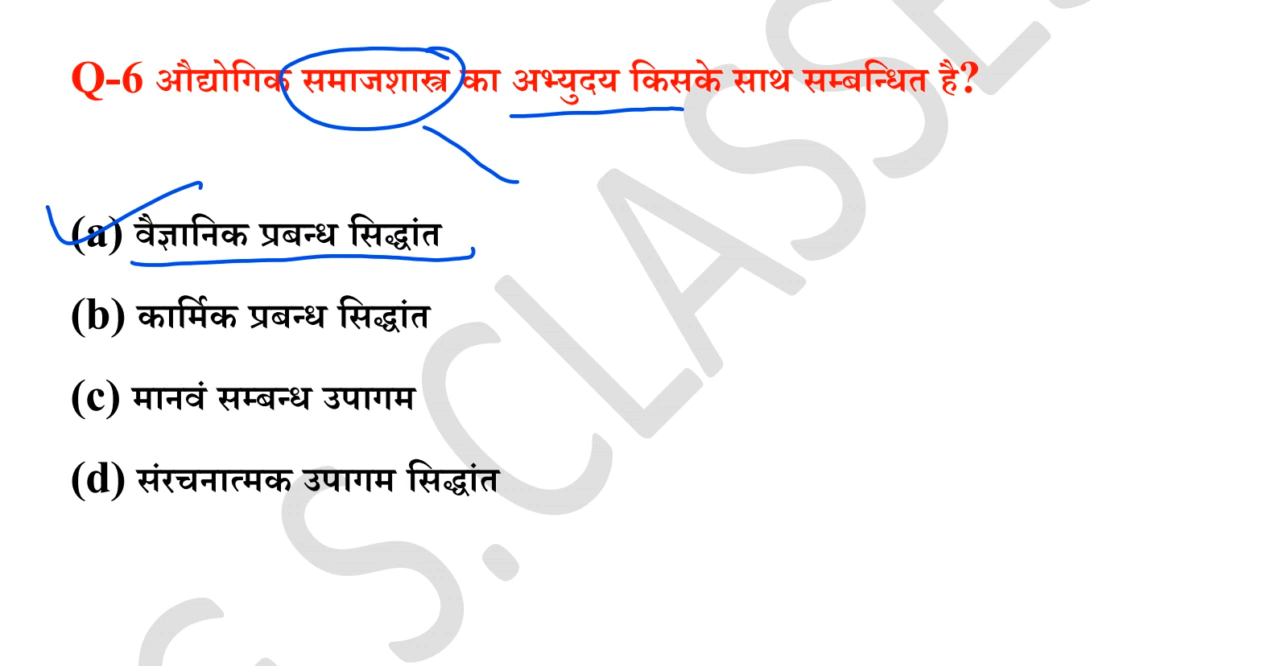 Q-6 औद्योगिक समाजशास्त्र का अभ्युदय किसके साथ सम्बन्धित है?
(a) वैज्ञानिक प्रबन्ध सिद्धांत
(b) कार्मिक प्रबन्ध सिद्धांत
(c) मानवं सम्बन्ध उपागम
(d) संरचनात्मक उपागम सिद्धांत
S.CLASSES